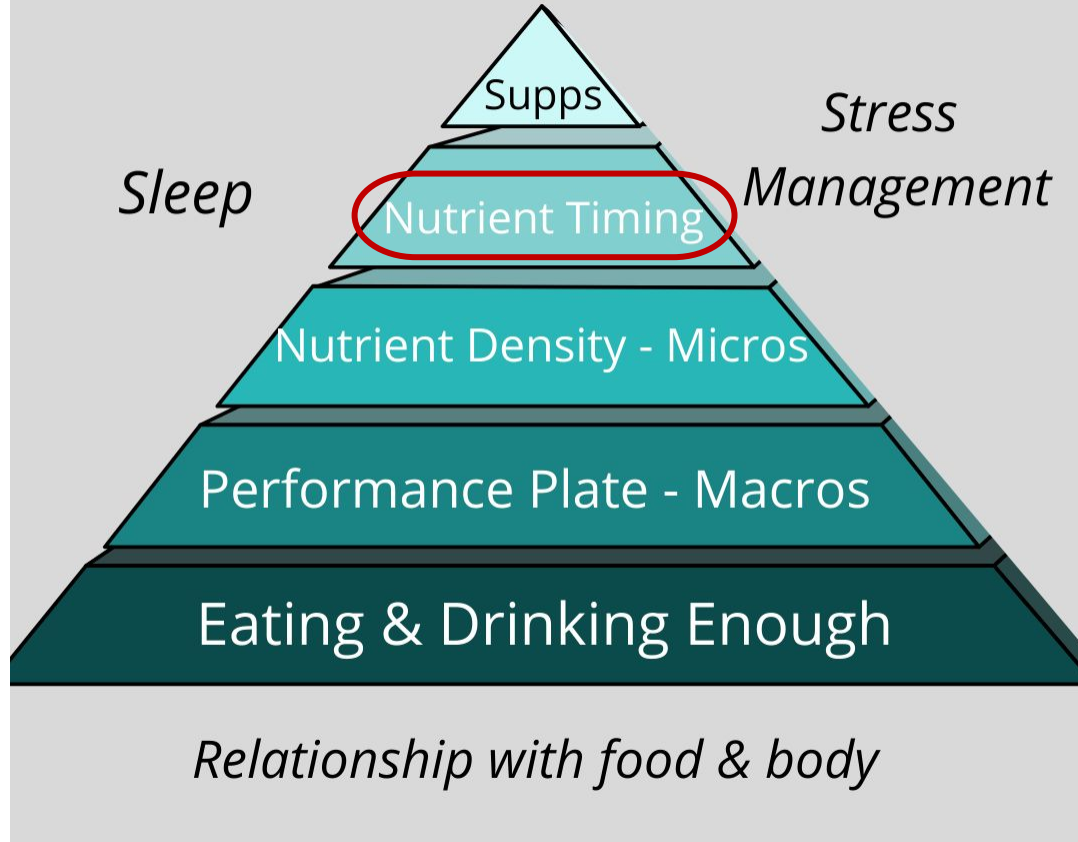 Supps
Stress
Management
Sleep
Nutrient Timing
Nutrient Density - Micros
Performance Plate - Macros
Eating & Drinking Enough
Relationship with food & body